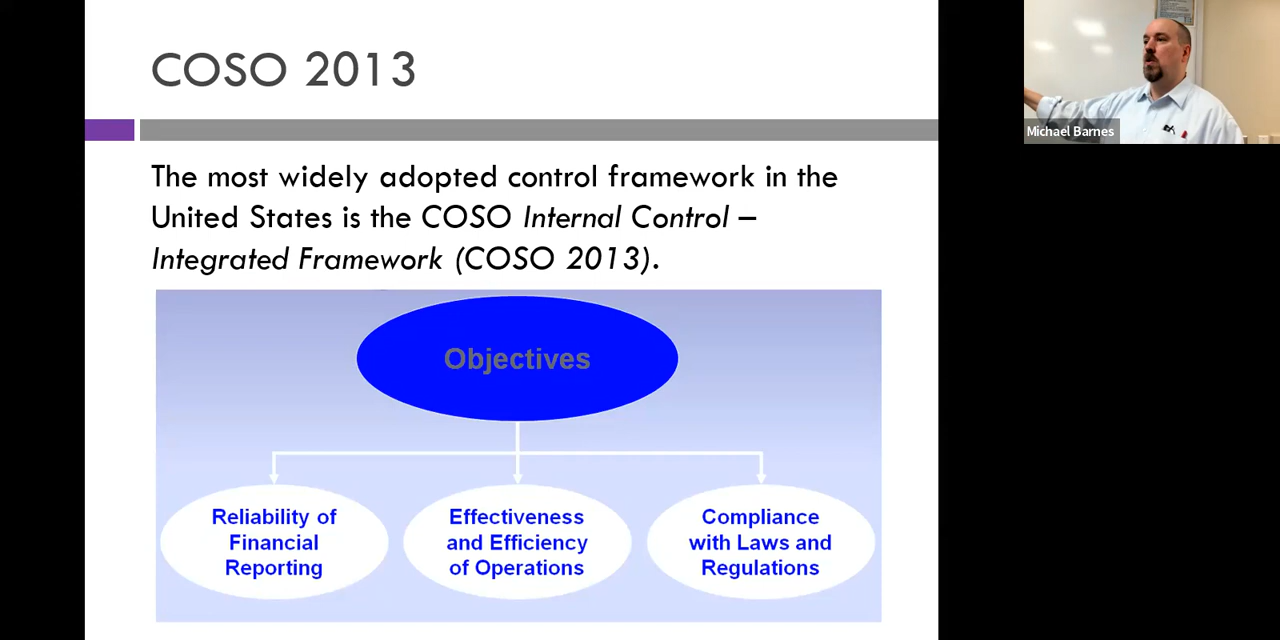 COSO 2013
The most widely adopted control framework in the
United States is the COSO Internal Control –
Integrated Framework (COSO 2013).
Objectives
Reliability of
Financial
Reporting
Effectiveness
and Efficiency
of Operations
Compliance
with Laws and
Regulations
Michael Barnes